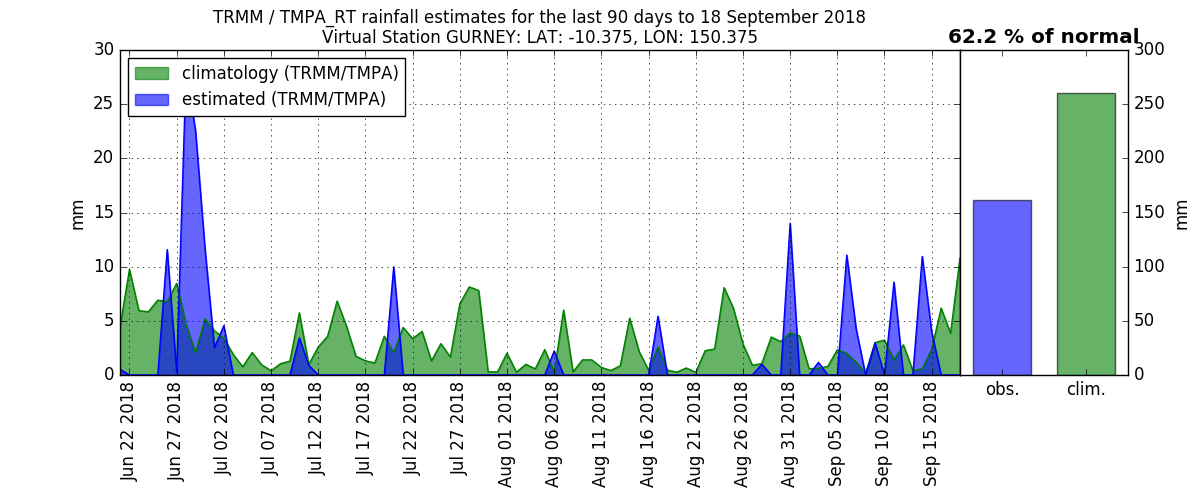 TRMM / TMPA_RT rainfall estimates for the last 90 days to 18 September 2018
Virtual Station GURNEY: LAT: -10.375, LON: 150.375
62.2 % of normal
climatology (TRMM/TMPA)
estimated (TRMM/TMPA)
30
25
20
15
10
5
0
mm
300
250
200
150
100
50
0
mm
Jun 22 2018
Jun 27 2018
Jul 02 2018
Jul 07 2018
Jul 12 2018
Jul 17 2018
Jul 22 2018
Jul 27 2018
Aug 01 2018
Aug 06 2018
Aug 11 2018
Aug 16 2018
Aug 21 2018
Aug 26 2018
Aug 31 2018
Sep 05 2018
Sep 10 2018
Sep 15 2018
obs.
clim.